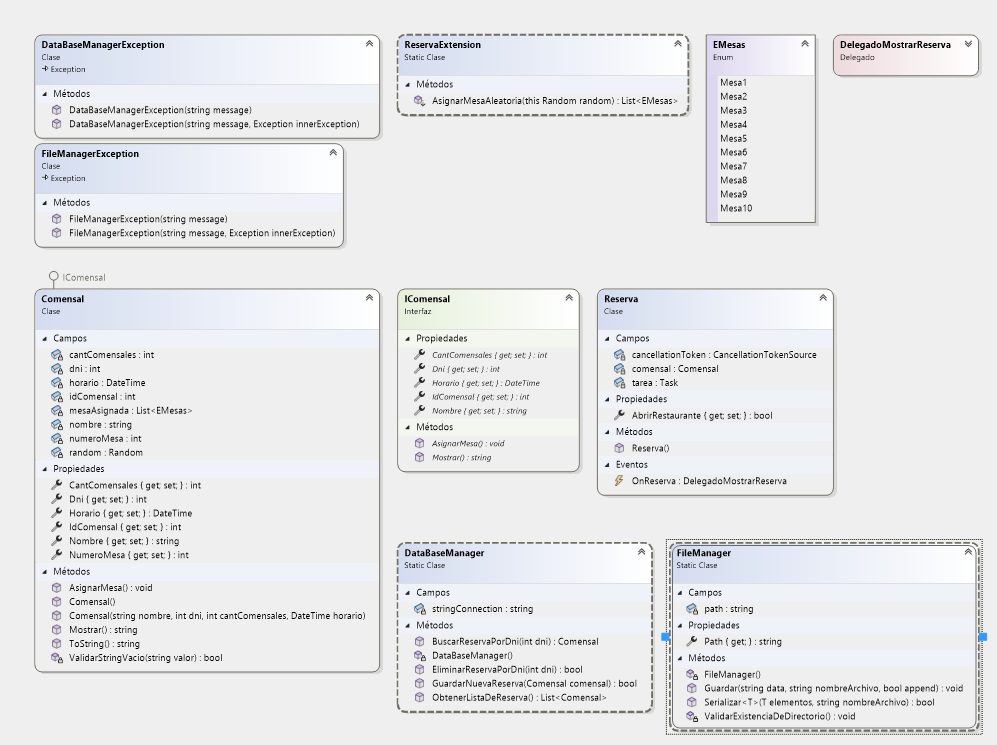 DataBaseManagerException
Clase
Exception
Métodos
DataBaseManagerException(string message)
DataBaseManagerException(string message, Exception innerException)
ReservaExtension
Static Clase
Métodos
AsignarMesaAleatoria(this Random random) : List<EMesas>
EMesas
Enum
Mesa1
Mesa2
Mesa3
Mesa4
Mesa5
Mesa6
Mesa7
Mesa8
Mesa9
Mesa10
DelegadoMostrarReserva
Delegado
FileManagerException
Clase
Exception
Métodos
FileManagerException(string message)
FileManagerException(string message, Exception innerException)
IComensal
Comensal
Clase
Campos
cantComensales : int
dni : int
horario : DateTime
idComensal : int
mesaAsignada : List<EMesas>
nombre : string
numeroMesa : int
random : Random
Propiedades
CantComensales { get; set; } : int
Dni { get; set; } : int
Horario { get; set; } : DateTime
IdComensal { get; set; } : int
Nombre { get; set; } : string
NumeroMesa { get; set; } : int
Métodos
AsignarMesa() : void
Comensal()
Comensal(string nombre, int dni, int cantComensales, DateTime horario)
Mostrar() : string
ToString() : string
ValidarStringVacio(string valor) : bool
IComensal
Interfaz
Propiedades
CantComensales { get; set; } : int
Dni { get; set; } : int
Horario { get; set; } : DateTime
IdComensal { get; set; } : int
Nombre { get; set; } : string
Métodos
AsignarMesa() : void
Mostrar() : string
Reserva
Clase
Campos
cancellationToken : CancellationTokenSource
comensal : Comensal
tarea : Task
Propiedades
AbrirRestaurante { get; set; } : bool
Métodos
Reserva()
Eventos
OnReserva : DelegadoMostrarReserva
DataBaseManager
Static Clase
Campos
stringConnection : string
Métodos
BuscarReservaPorDni(int dni) : Comensal
DataBaseManager()
EliminarReservaPorDni(int dni) : bool
GuardarNuevaReserva(Comensal comensal) : bool
ObtenerListaDeReserva() : List<Comensal>
FileManager
Static Clase
Campos
path : string
Propiedades
Path { get; } : string
Métodos
FileManager()
Guardar(string data, string nombreArchivo, bool append) : void
Serializar<T>(T elementos, string nombreArchivo) : bool
ValidarExistenciaDeDirectorio() : void